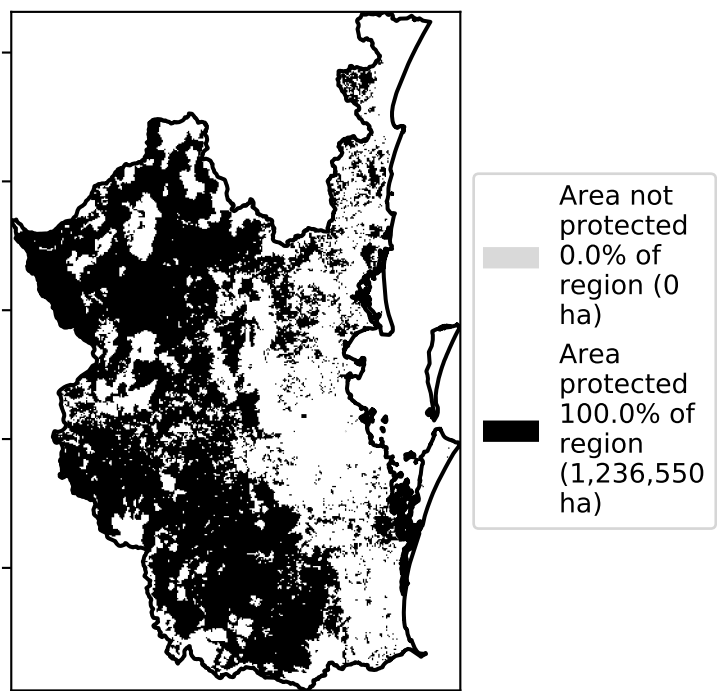 Area not
protected
0.0% of
region (0
ha)
Area
protected
100.0% of
region
(1,236,550
ha)